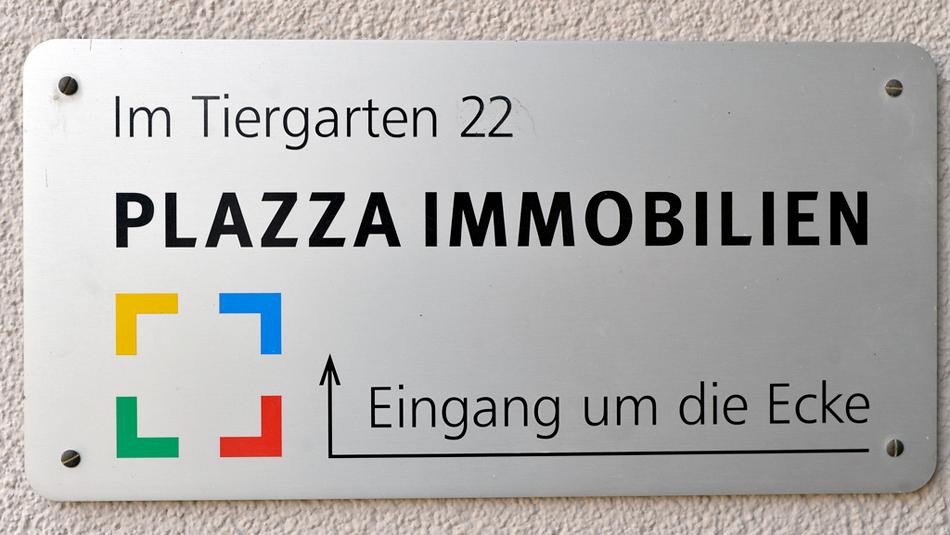 Im Tiergarten 22
PLAZZA IMMOBILIEN
Eingang um die Ecke